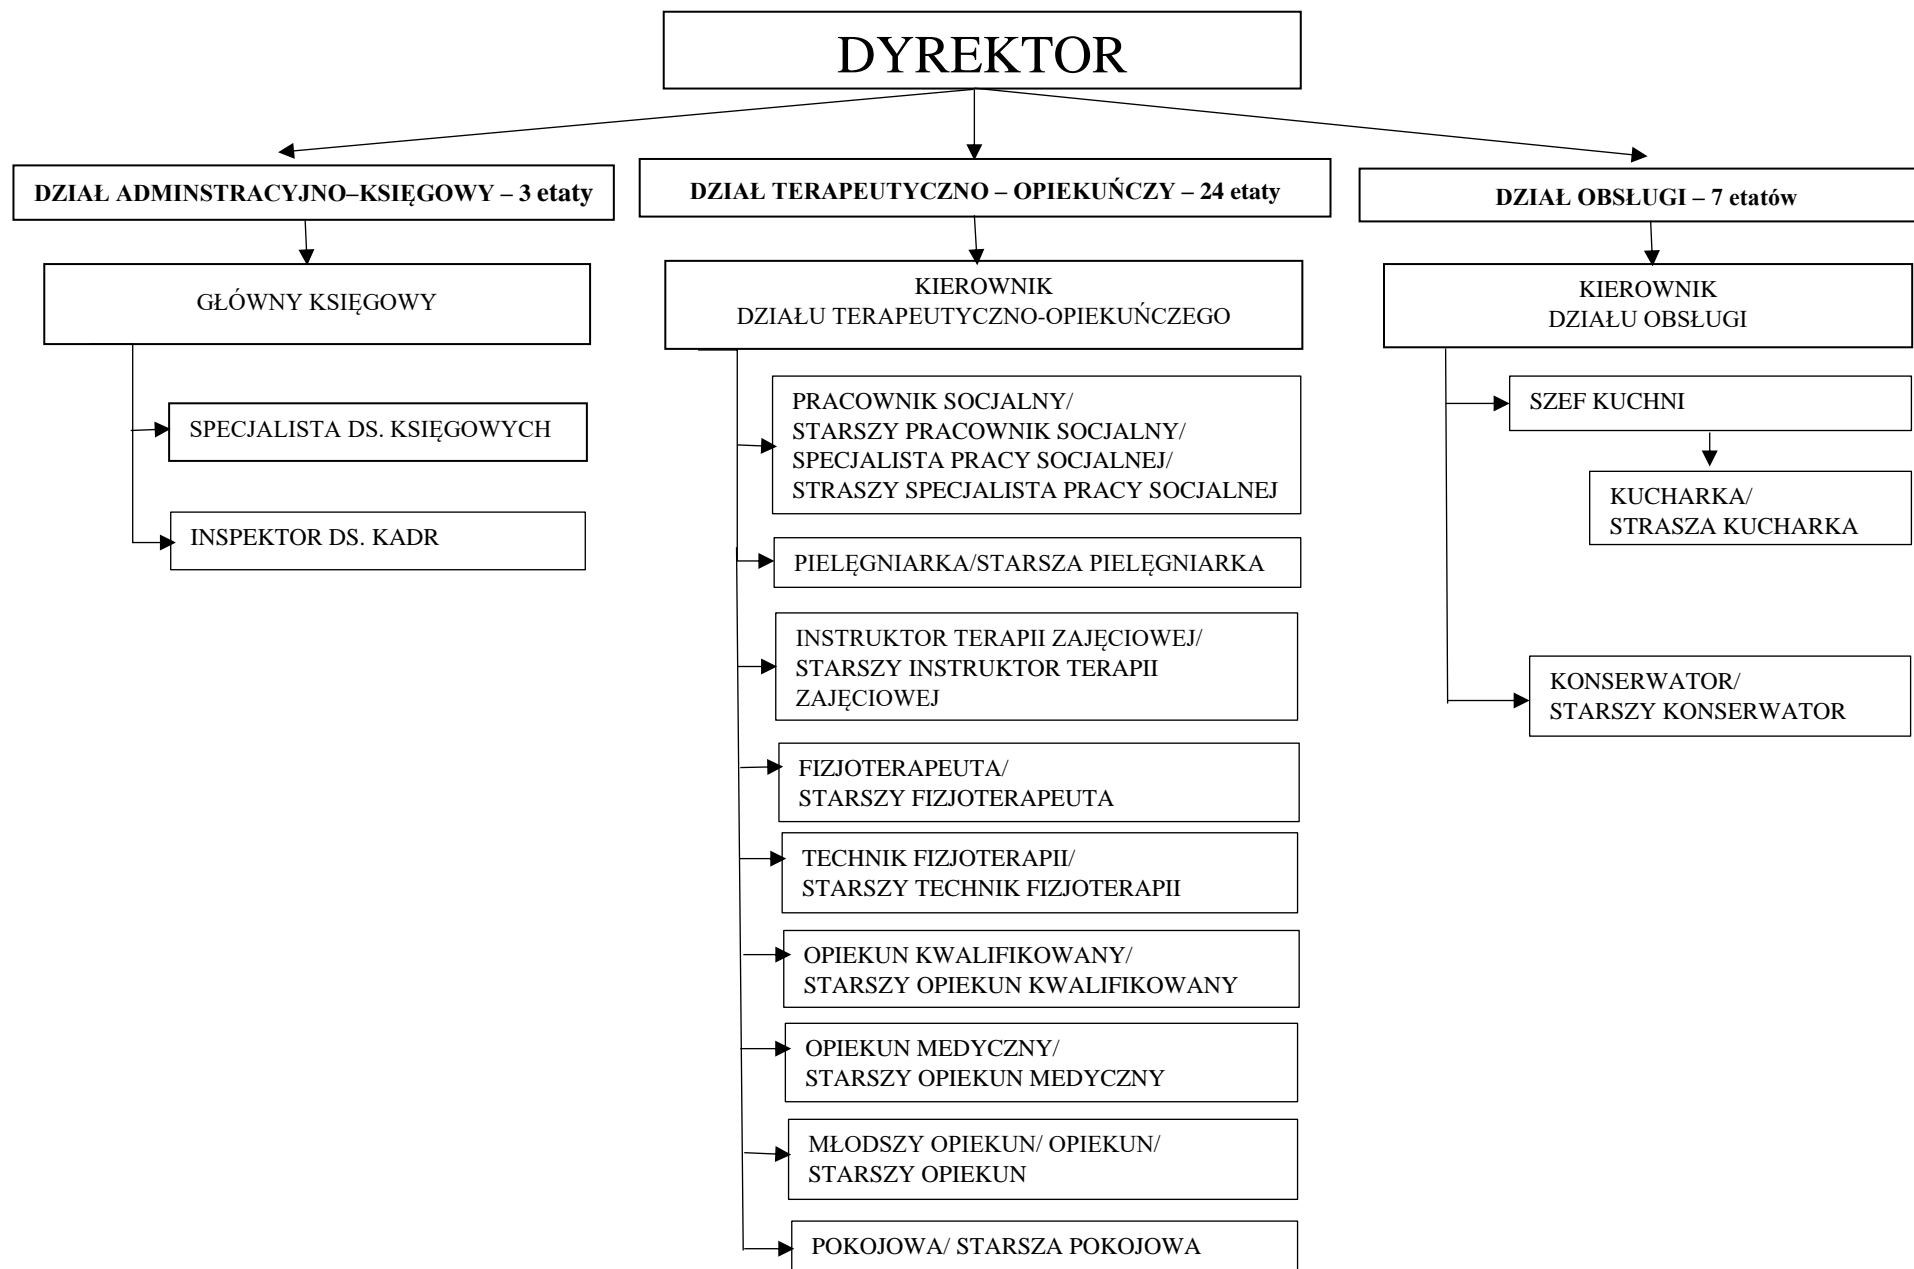 DYREKTOR
DZIAŁ ADMINSTRACYJNO–KSIĘGOWY – 3 etaty
GŁÓWNY KSIĘGOWY
SPECJALISTA DS. KSIĘGOWYCH
INSPEKTOR DS. KADR
DZIAŁ TERAPEUTYCZNO – OPIEKUŃCZY – 24 etaty
KIEROWNIK
DZIAŁU TERAPEUTYCZNO-OPIEKUŃCZEGO
PRACOWNIK SOCJALNY/
STARSZY PRACOWNIK SOCJALNY/
SPECJALISTA PRACY SOCJALNEJ/
STRASZY SPECJALISTA PRACY SOCJALNEJ
PIELĘGNIARKA/STARSZA PIELĘGNIARKA
INSTRUKTOR TERAPII ZAJĘCIOWEJ/
STARSZY INSTRUKTOR TERAPII
ZAJĘCIOWEJ
FIZJOTERAPEUTA/
STARSZY FIZJOTERAPEUTA
TECHNIK FIZJOTERAPII/
STARSZY TECHNIK FIZJOTERAPII
OPIEKUN KWALIFIKOWANY/
STARSZY OPIEKUN KWALIFIKOWANY
OPIEKUN MEDYCZNY/
STARSZY OPIEKUN MEDYCZNY
MŁODSZY OPIEKUN/ OPIEKUN/
STARSZY OPIEKUN
POKOJOWA/ STARSZA POKOJOWA
DZIAŁ OBSŁUGI – 7 etatów
KIEROWNIK
DZIAŁU OBSŁUGI
SZEF KUCHNI
KUCHARKA/
STRASZA KUCHARKA
KONSERWATOR/
STARSZY KONSERWATOR